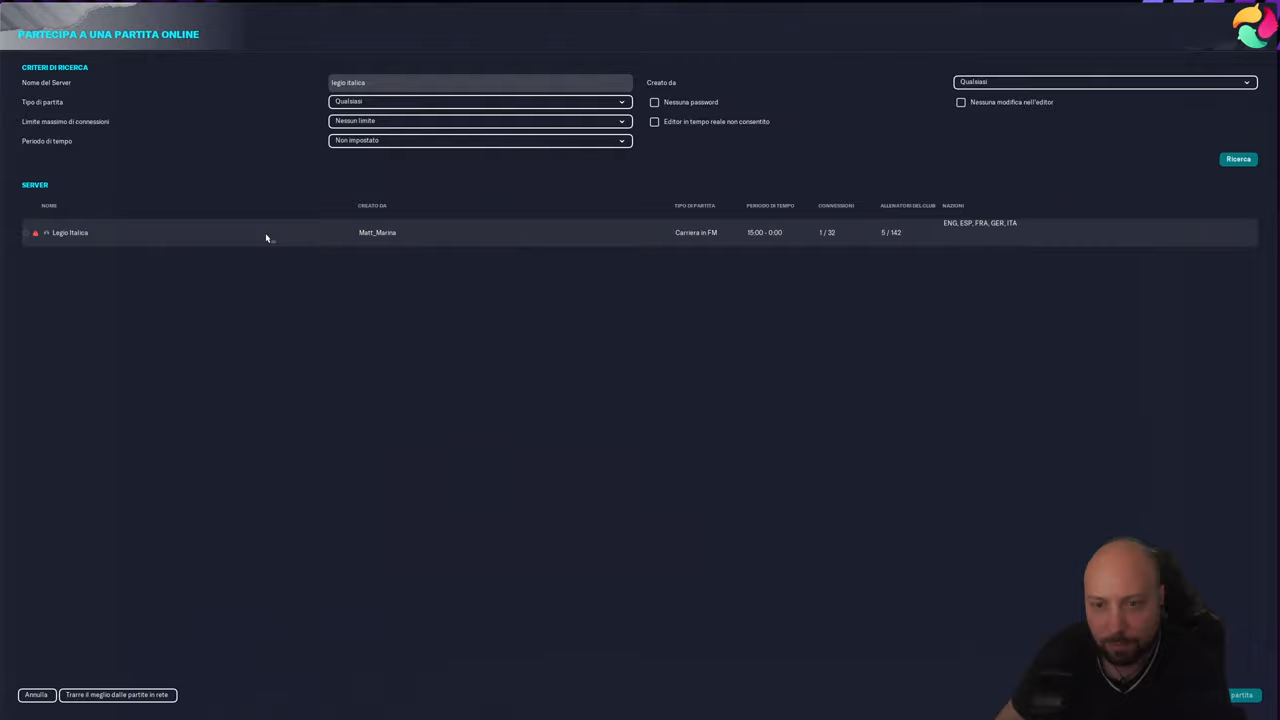 PARTECIPA A UNA PARTITA ONLINE
CRITERI DI RICERCA
Nome del Server legio italica Creato da Qualsiasi
Tipo di partita Qualsiasi Nessuna password Nessuna modifica nell'editor
Limite massimo di connessioni Nessun limite Editor in tempo reale non consentito
Periodo di tempo Non impostato
Ricerca
SERVER
NOME CREATO DA TIPO DI PARTITA PERIODO DI TEMPO CONNESSIONI ALLENATORI DEL CLUB NAZIONI
Legio Italica Matt_Marina Carriera in FM 15:00 - 0:00 1 / 32 5 / 142 ENG, ESP, FRA, GER, ITA
Annulla Trarre il meglio dalle partite in rete partita